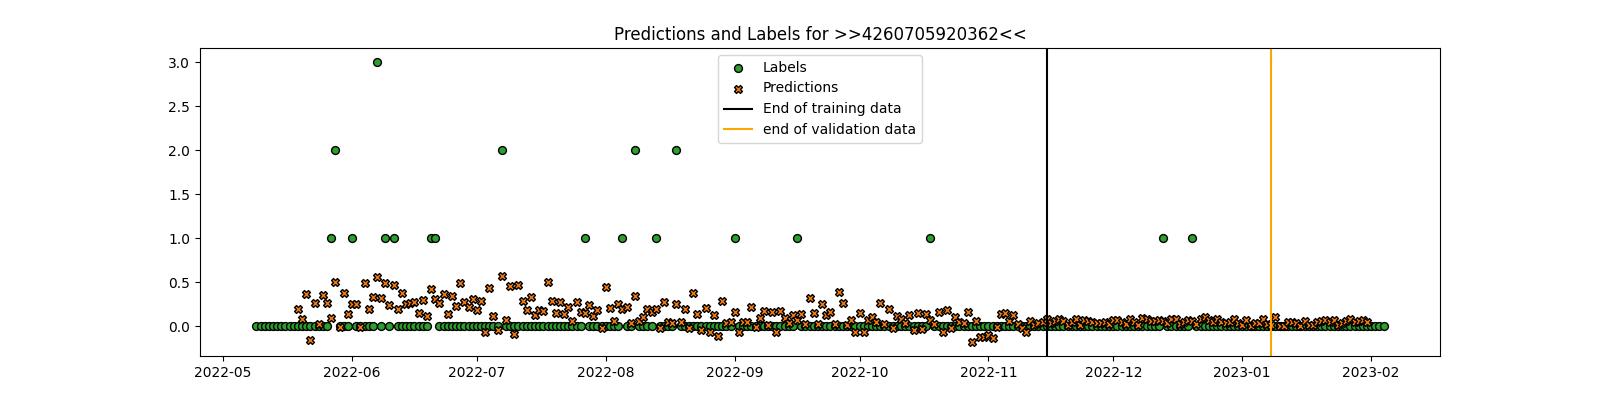 Predictions and Labels for >>4260705920362<<
Labels
Predictions
End of training data
end of validation data
3.0
2.5
2.0
1.5
1.0
0.5
0.0
2022-05 2022-06 2022-07 2022-08 2022-09 2022-10 2022-11 2022-12 2023-01 2023-02